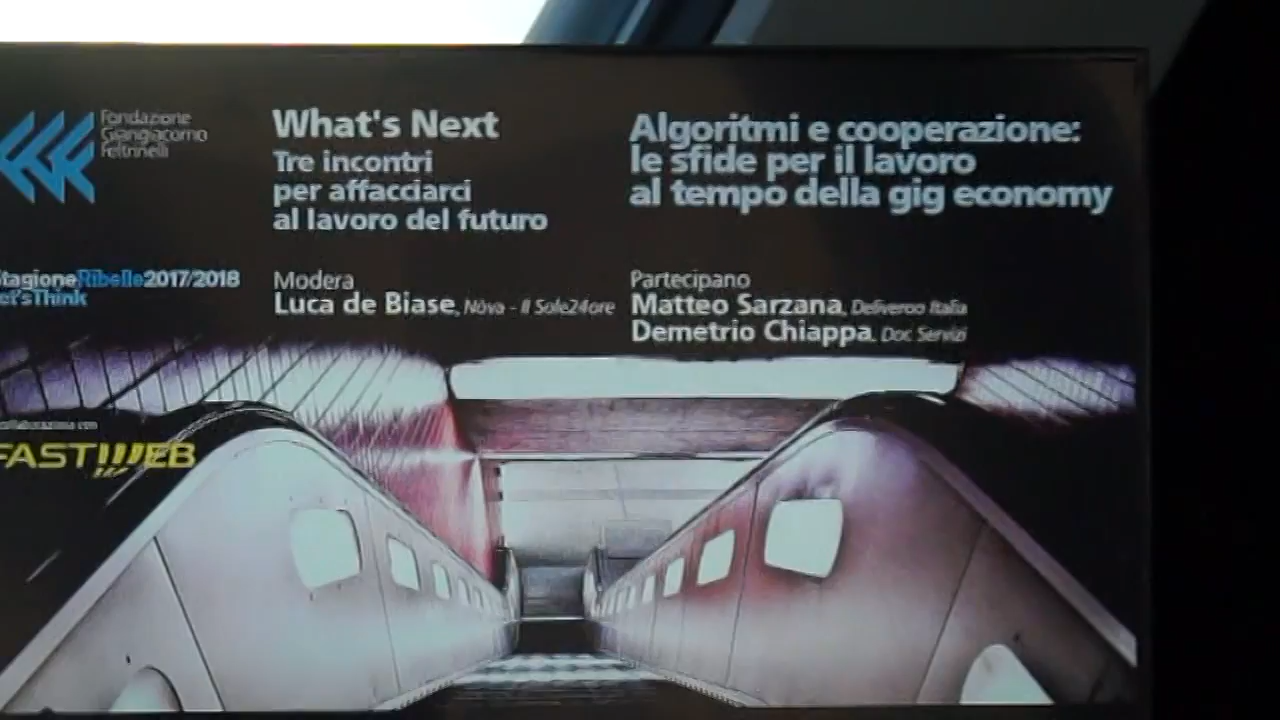 Fondazione
Giangiacomo
Feltrinelli
What's Next
Tre incontri
per affacciarci
al lavoro del futuro
Algoritmi e cooperazione:
le sfide per il lavoro
al tempo della gig economy
tagioneRibelle2017/2018
et'sThink
Modera
Luca de Biase, Nòva - Il Sole24ore
Partecipano
Matteo Sarzana, Deliveroo Italia
Demetrio Chiappa, Doc Servizi
FASTWEB